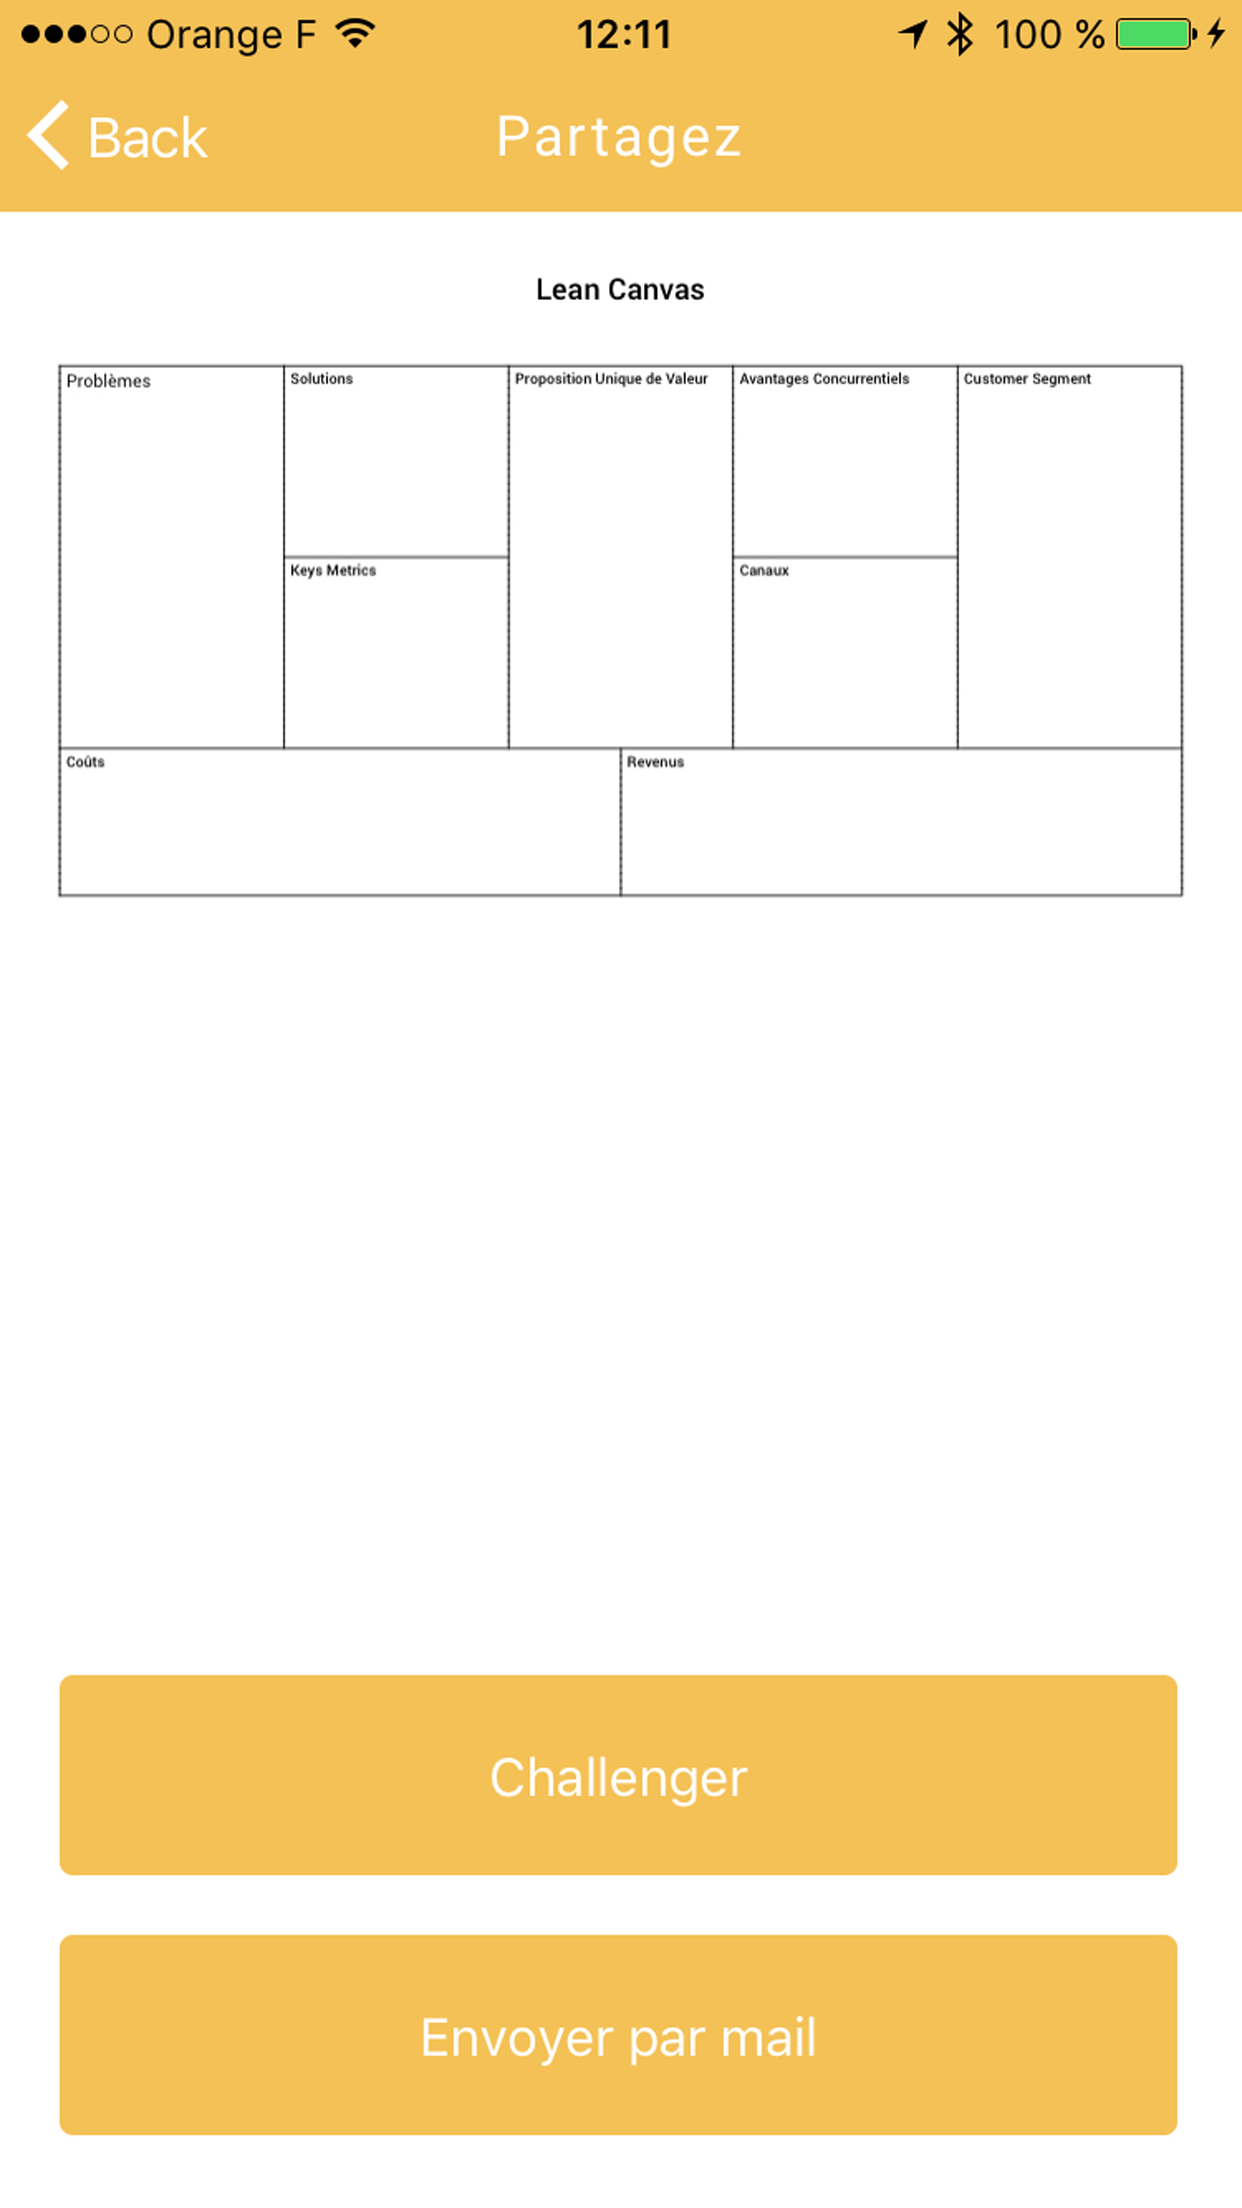 Orange F 12:11 100 %
Back Partagez
Lean Canvas
Problèmes Solutions Proposition Unique de Valeur Avantages Concurrentiels Customer Segment
Keys Metrics Canaux
Coûts Revenus
Challenger
Envoyer par mail